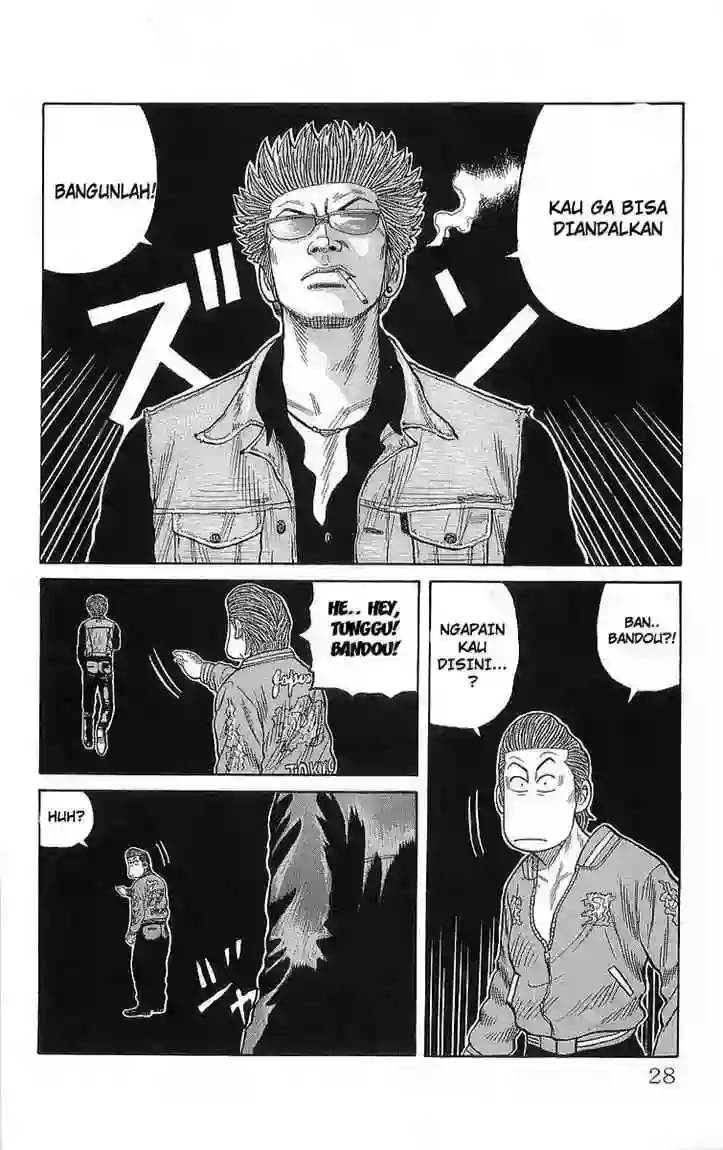 KAU GA BISA
DIANDALKAN
BANGUNLAH!
ズン
BAN..
BANDOU?!
NGAPAIN
KAU
DISINI...
?
HE.. HEY,
TUNGGU!
BANDOU!
HUH?
ジャ
28